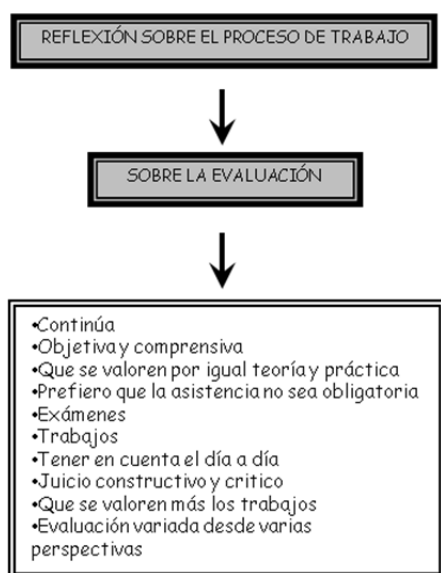 REFLEXIÓN SOBRE EL PROCESO DE TRABAJO
SOBRE LA EVALUACIÓN
•Continúa
•Objetiva y comprensiva
•Que se valoren por igual teoría y práctica
•Prefiero que la asistencia no sea obligatoria
•Exámenes
•Trabajos
•Tener en cuenta el día a día
•Juicio constructivo y critico
•Que se valoren más los trabajos
•Evaluación variada desde varias
perspectivas